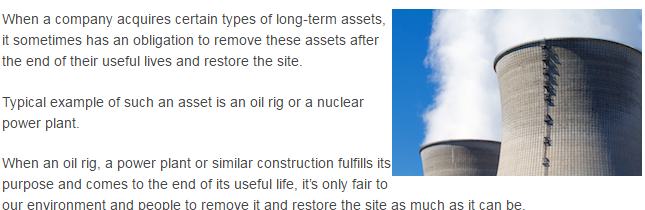 When a company acquires certain types of long-term assets,
it sometimes has an obligation to remove these assets after
the end of their useful lives and restore the site.
Typical example of such an asset is an oil rig or a nuclear
power plant.
When an oil rig, a power plant or similar construction fulfills its
purpose and comes to the end of its useful life, it's only fair to
our environment and people to remove it and restore the site as much as it can be.